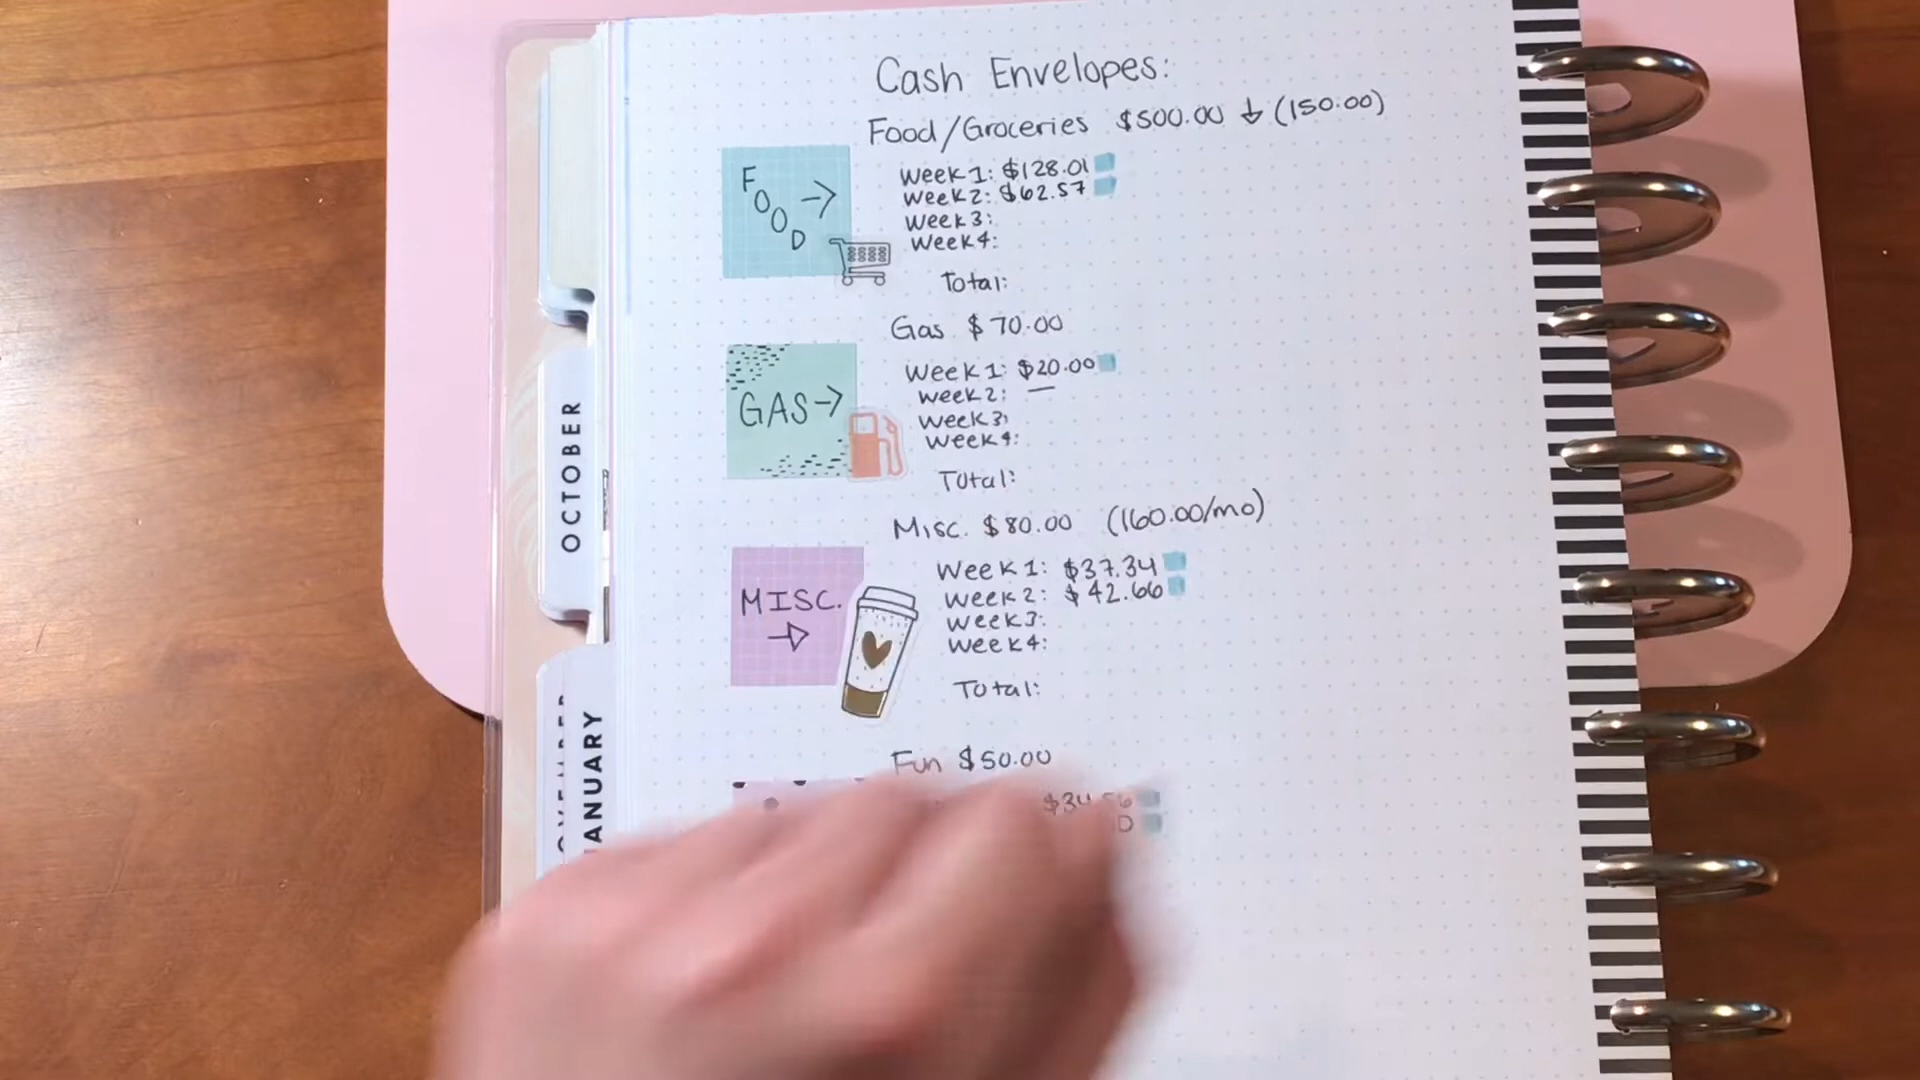 Cash Envelopes:
Food/Groceries $500.00 ↓ (150.00)
FOOD →
Week 1: $128.01
Week 2: $62.57
Week 3:
Week 4:
Total:
Gas $70.00
GAS →
Week 1: $20.00
Week 2: —
Week 3:
Week 4:
Total:
Misc. $80.00 (160.00/mo)
MISC.
Week 1: $37.34
Week 2: $42.66
Week 3:
Week 4:
Total:
Fun $50.00
OCTOBER